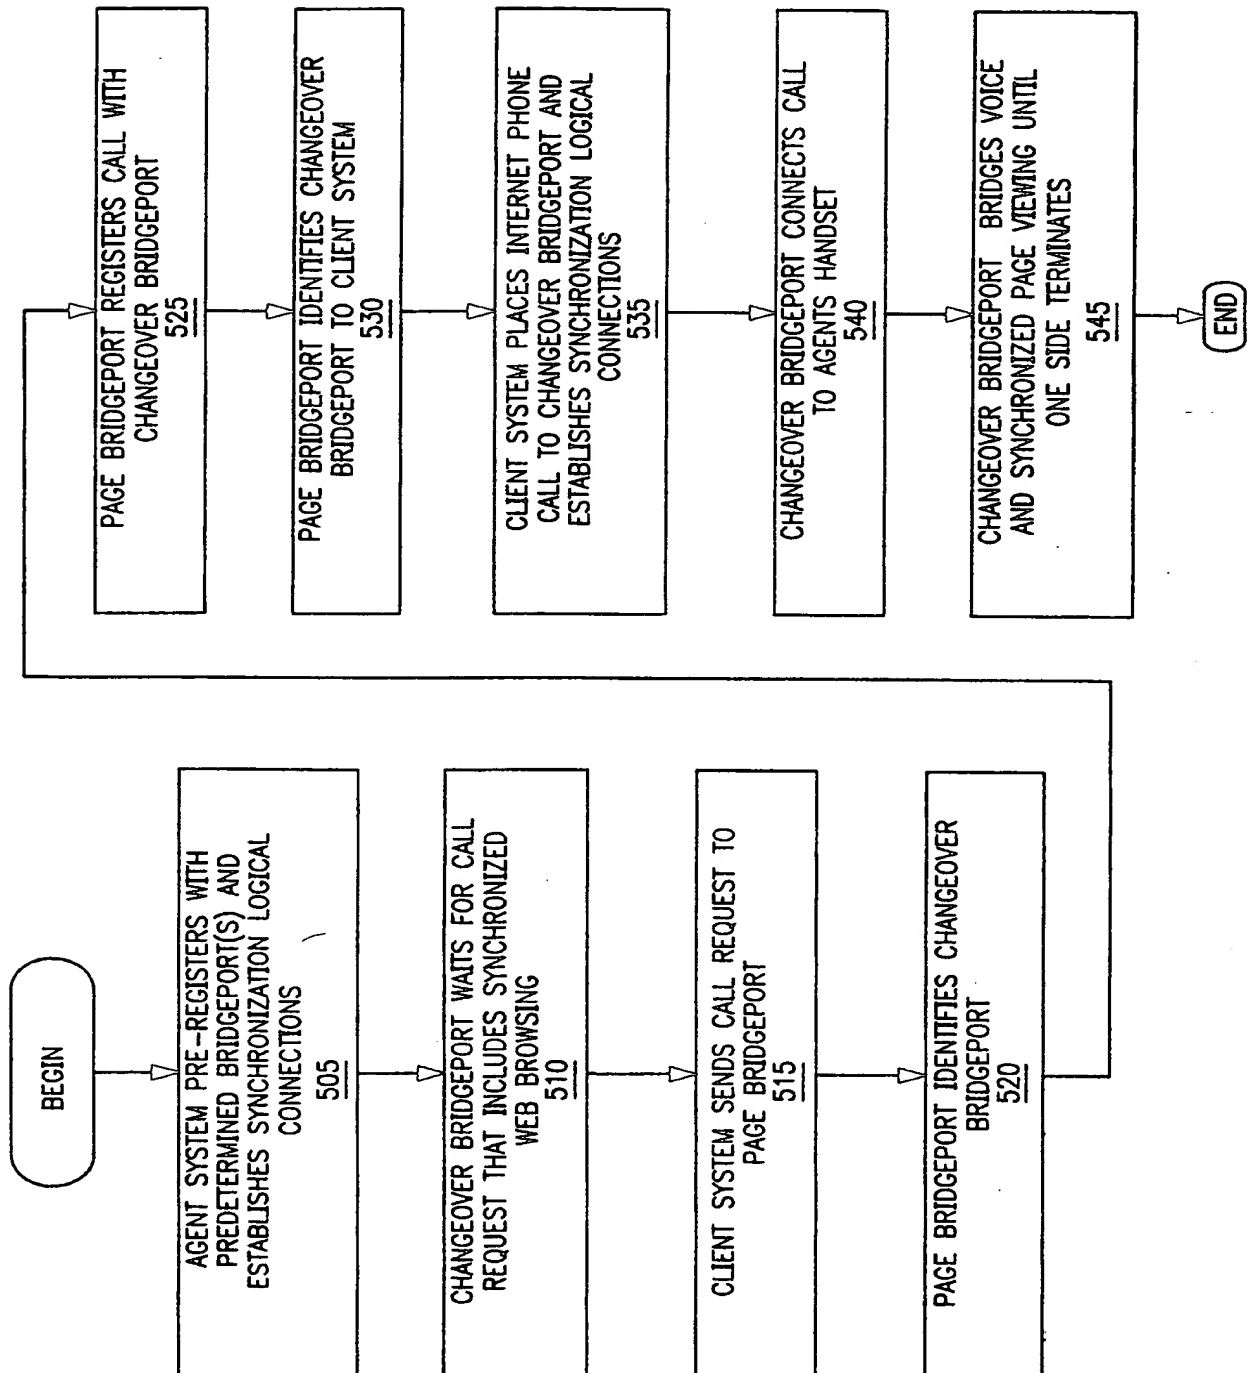 BEGIN
AGENT SYSTEM PRE-REGISTERS WITH
PREDETERMINED BRIDGEPORT(S) AND
ESTABLISHES SYNCHRONIZATION LOGICAL
CONNECTIONS
505
CHANGEOVER BRIDGEPORT WAITS FOR CALL
REQUEST THAT INCLUDES SYNCHRONIZED
WEB BROWSING
510
CLIENT SYSTEM SENDS CALL REQUEST TO
PAGE BRIDGEPORT
515
PAGE BRIDGEPORT IDENTIFIES CHANGEOVER
BRIDGEPORT
520
PAGE BRIDGEPORT REGISTERS CALL WITH
CHANGEOVER BRIDGEPORT
525
PAGE BRIDGEPORT IDENTIFIES CHANGEOVER
BRIDGEPORT TO CLIENT SYSTEM
530
CLIENT SYSTEM PLACES INTERNET PHONE
CALL TO CHANGEOVER BRIDGEPORT AND
ESTABLISHES SYNCHRONIZATION LOGICAL
CONNECTIONS
535
CHANGEOVER BRIDGEPORT CONNECTS CALL
TO AGENTS HANDSET
540
CHANGEOVER BRIDGEPORT BRIDGES VOICE
AND SYNCHRONIZED PAGE VIEWING UNTIL
ONE SIDE TERMINATES
545
END